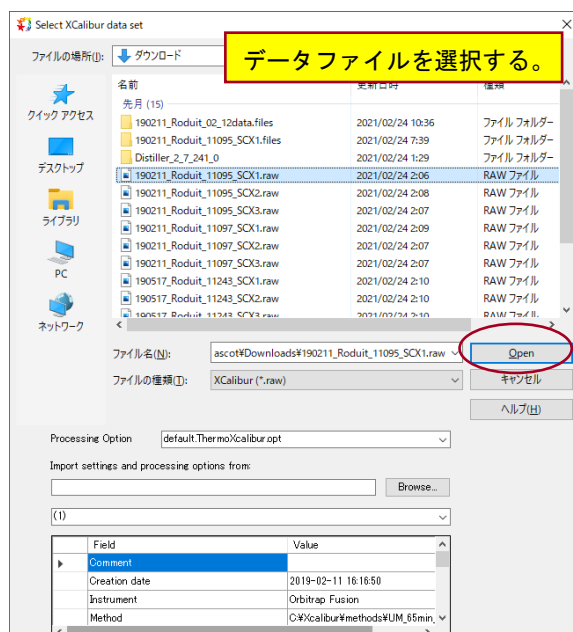 Select XCalibur data set
ファイルの場所(I):
ダウンロード
データファイルを選択する。
名前
更新日時
種類
先月 (15)
190211_Roduit_02_12data.files 2021/02/24 10:36 ファイル フォルダー
190211_Roduit_11095_SCX1.files 2021/02/24 7:39 ファイル フォルダー
Distiller_2_7_241_0 2021/02/24 1:29 ファイル フォルダー
190211_Roduit_11095_SCX1.raw 2021/02/24 2:06 RAW ファイル
190211_Roduit_11095_SCX2.raw 2021/02/24 2:08 RAW ファイル
190211_Roduit_11095_SCX3.raw 2021/02/24 2:07 RAW ファイル
190211_Roduit_11097_SCX1.raw 2021/02/24 2:09 RAW ファイル
190211_Roduit_11097_SCX2.raw 2021/02/24 2:07 RAW ファイル
190211_Roduit_11097_SCX3.raw 2021/02/24 2:07 RAW ファイル
190517_Roduit_11243_SCX1.raw 2021/02/24 2:10 RAW ファイル
190517_Roduit_11243_SCX2.raw 2021/02/24 2:10 RAW ファイル
190517_Roduit_11243_SCX3.raw 2021/02/24 2:10 RAW ファイル
クイック アクセス
デスクトップ
ライブラリ
PC
ネットワーク
ファイル名(N): ascot¥Downloads¥190211_Roduit_11095_SCX1.raw Open
ファイルの種類(T): XCalibur (*.raw) キャンセル
ヘルプ(H)
Processing Option default.ThermoXcalibur.opt
Import settings and processing options from:
Browse...
(1)
Field Value
Comment
Creation date 2019-02-11 16:16:50
Instrument Orbitrap Fusion
Method C:¥Xcalibur¥methods¥UM_65min_